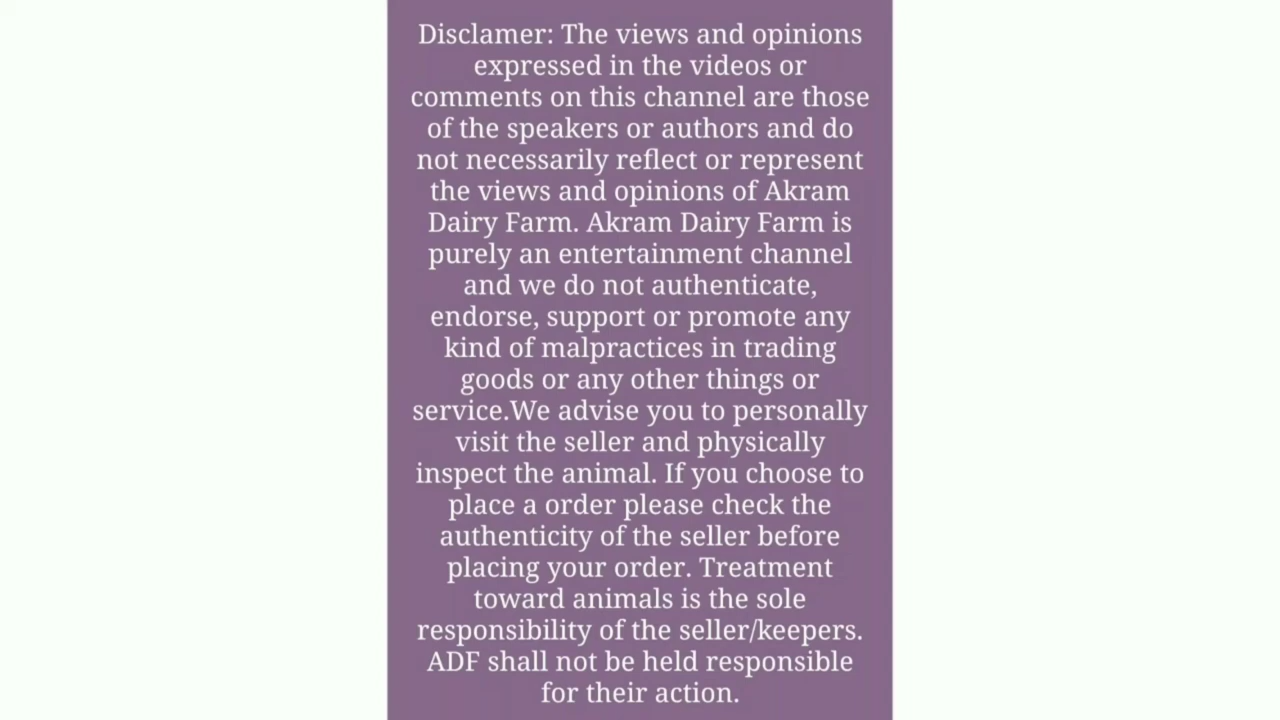 Disclamer: The views and opinions
expressed in the videos or
comments on this channel are those
of the speakers or authors and do
not necessarily reflect or represent
the views and opinions of Akram
Dairy Farm. Akram Dairy Farm is
purely an entertainment channel
and we do not authenticate,
endorse, support or promote any
kind of malpractices in trading
goods or any other things or
service.We advise you to personally
visit the seller and physically
inspect the animal. If you choose to
place a order please check the
authenticity of the seller before
placing your order. Treatment
toward animals is the sole
responsibility of the seller/keepers.
ADF shall not be held responsible
for their action.